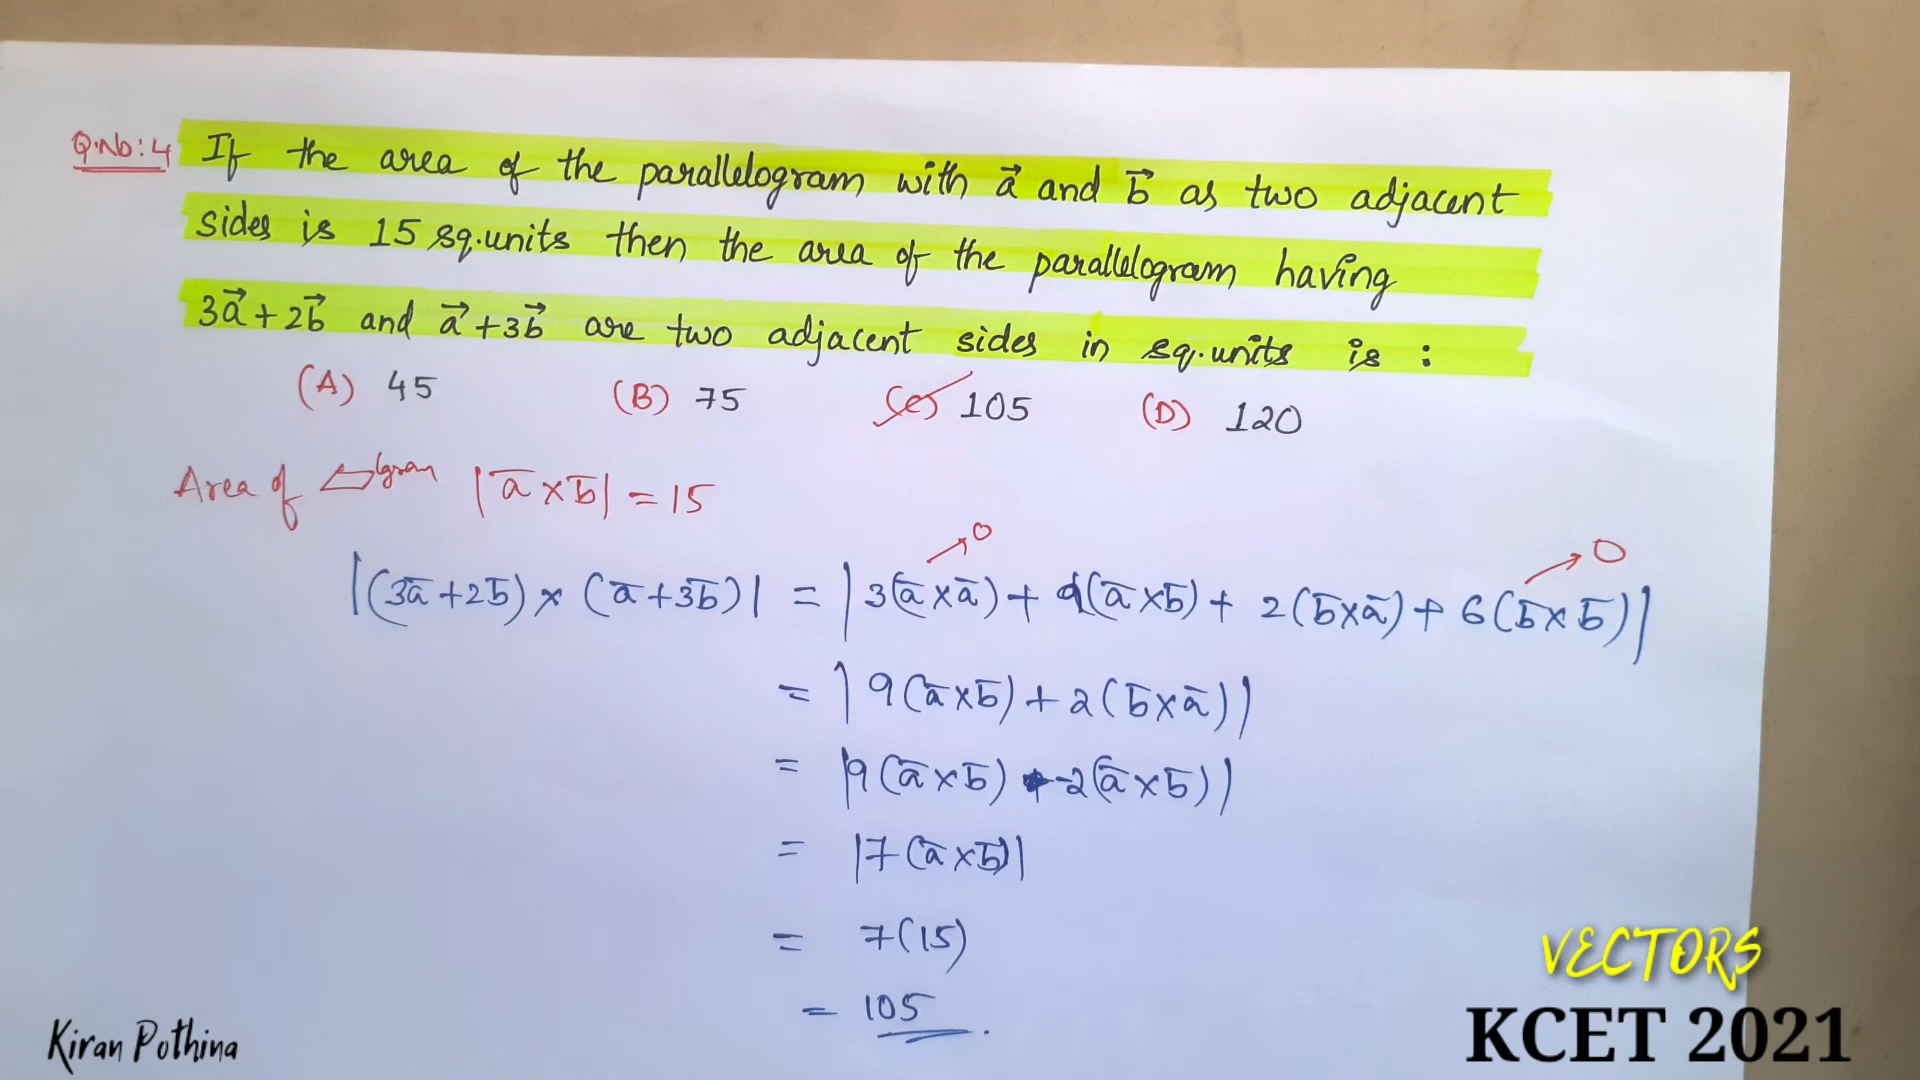 Q.No:4 If the area of the parallelogram with a⃗ and b⃗ as two adjacent
sides is 15 sq.units then the area of the parallelogram having
3a⃗+2b⃗ and a⃗+3b⃗ are two adjacent sides in sq.units is :
(A) 45 (B) 75 (C) 105 (D) 120
Area of ▱gram |a̅ × b̅| = 15
→0 →0
|(3a̅+2b̅) × (a̅+3b̅)| = |3(a̅×a̅) + 9(a̅×b̅) + 2(b̅×a̅) + 6(b̅×b̅)|
= |9(a̅×b̅) + 2(b̅×a̅)|
= |9(a̅×b̅) -2(a̅×b̅)|
= |7(a̅×b̅)|
= 7(15)
= 105.
VECTORS
KCET 2021
Kiran Pothina